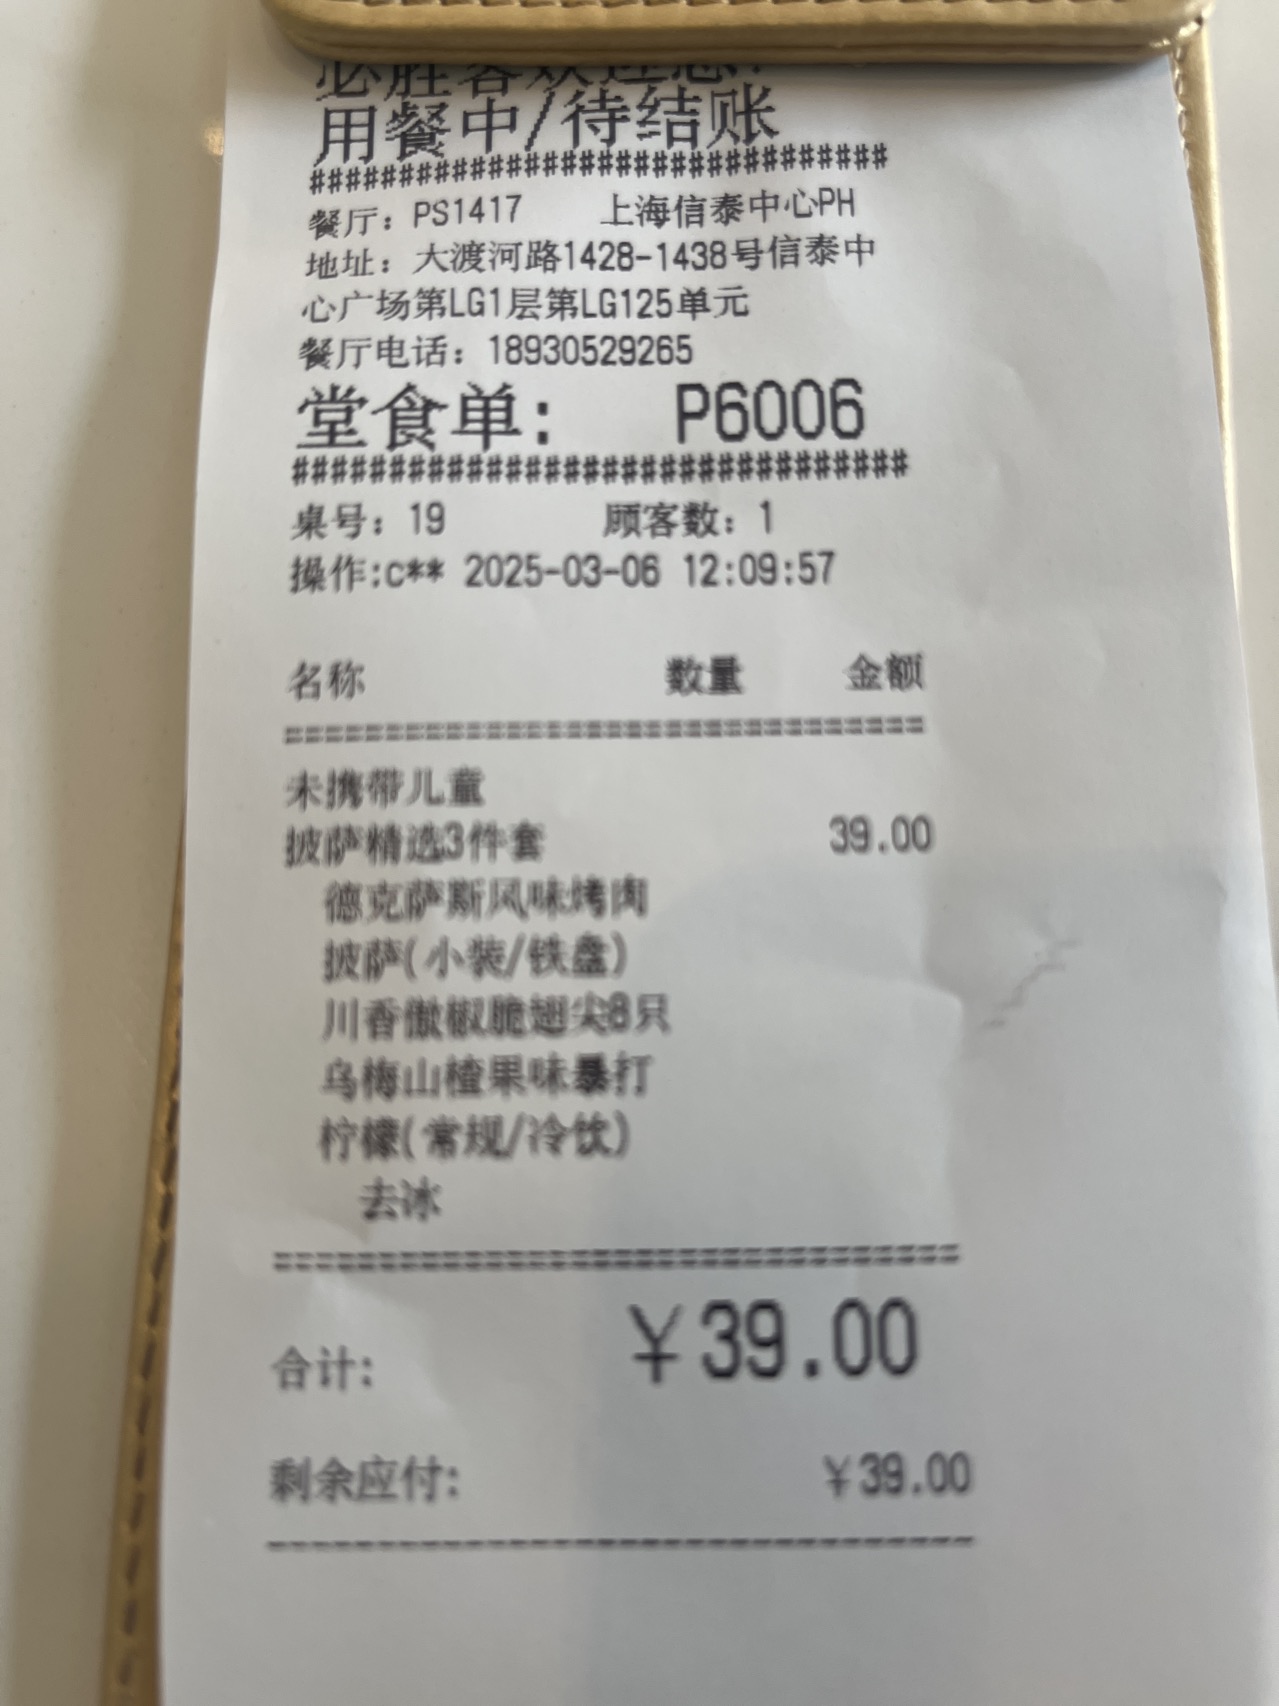 必胜客欢迎您!
用餐中/待结账
################################
餐厅：PS1417 上海信泰中心PH
地址：大渡河路1428-1438号信泰中
心广场第LG1层第LG125单元
餐厅电话：18930529265
堂食单: P6006
################################
桌号：19 顾客数：1
操作:c** 2025-03-06 12:09:57
名称 数量 金额
================================
未携带儿童
披萨精选3件套 39.00
德克萨斯风味烤肉
披萨(小装/铁盘)
川香傲椒脆翅尖8只
乌梅山楂果味暴打
柠檬(常规/冷饮)
去冰
================================
合计: ￥39.00
剩余应付: ￥39.00
--------------------------------